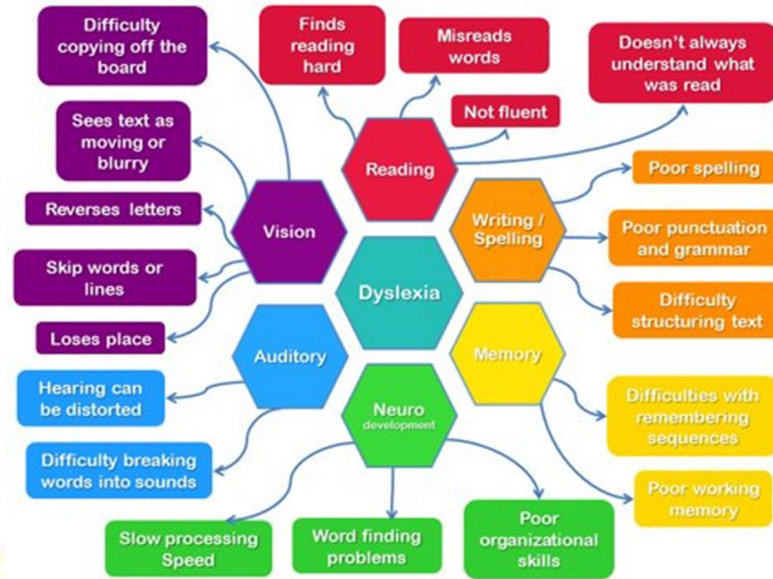 Difficulty
copying off the
board
Finds
reading
hard
Misreads
words
Doesn't always
understand what
was read
Sees text as
moving or
blurry
Not fluent
Reading
Poor spelling
Reverses letters
Vision
Writing /
Spelling
Poor punctuation
and grammar
Skip words or
lines
Dyslexia
Difficulty
structuring text
Loses place
Auditory
Memory
Hearing can
be distorted
Neuro
development
Difficulties with
remembering
sequences
Difficulty breaking
words into sounds
Poor working
memory
Slow processing
Speed
Word finding
problems
Poor
organizational
skills